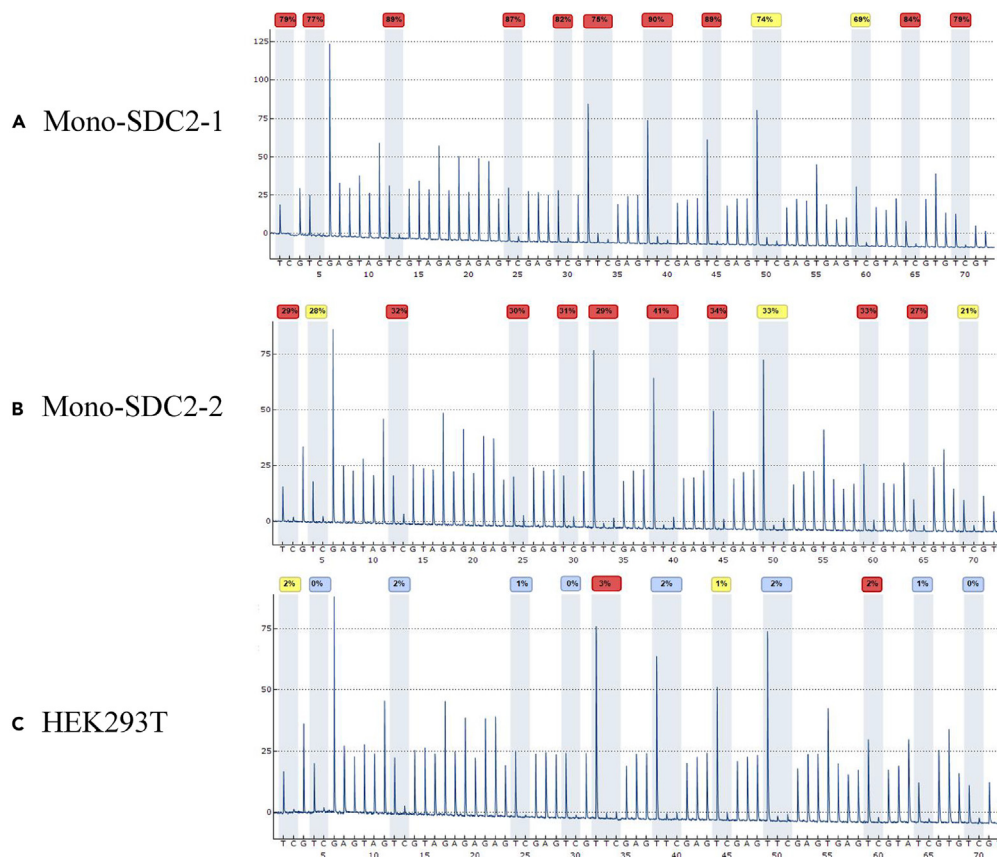 79% 77% 89% 87% 82% 75% 90% 89% 74% 69% 84% 79%
125
100
75
50
25
0
A Mono-SDC2-1
T C G T C G A G T A G T C G T A G A G A G A G T C G A G T C G T T C G A G T T C G A G T C G A G T T C G A G T G A G T C G T A T C G T G T C G T
5 10 15 20 25 30 35 40 45 50 55 60 65 70
29% 28% 32% 30% 31% 29% 41% 34% 33% 33% 27% 21%
75
50
25
0
B Mono-SDC2-2
T C G T C G A G T A G T C G T A G A G A G A G T C G A G T C G T T C G A G T T C G A G T C G A G T T C G A G T G A G T C G T A T C G T G T C G T
5 10 15 20 25 30 35 40 45 50 55 60 65 70
2% 0% 2% 1% 0% 3% 2% 1% 2% 2% 1% 0%
75
50
25
0
C HEK293T
T C G T C G A G T A G T C G T A G A G A G A G T C G A G T C G T T C G A G T T C G A G T C G A G T T C G A G T G A G T C G T A T C G T G T C G
5 10 15 20 25 30 35 40 45 50 55 60 65 70